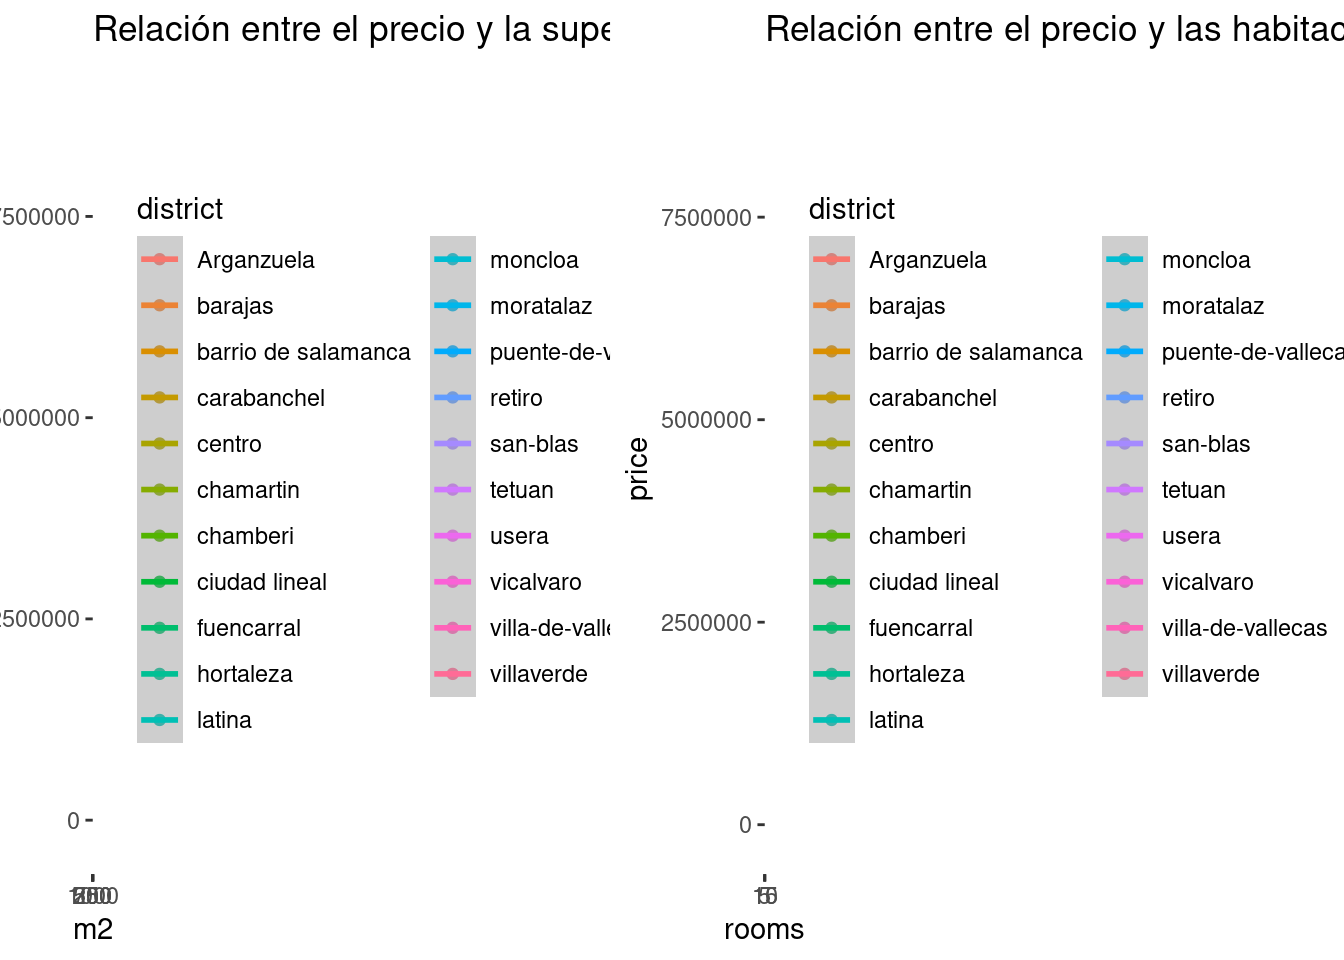 Relación entre el precio y la supe
district
7500000
5000000
2500000
0
Arganzuela
barajas
barrio de salamanca
carabanchel
centro
chamartin
chamberi
ciudad lineal
fuencarral
hortaleza
latina
moncloa
moratalaz
puente-de-v
retiro
san-blas
tetuan
usera
vicalvaro
villa-de-valle
villaverde
m2
Relación entre el precio y las habitac
price
district
7500000
5000000
2500000
0
Arganzuela
barajas
barrio de salamanca
carabanchel
centro
chamartin
chamberi
ciudad lineal
fuencarral
hortaleza
latina
moncloa
moratalaz
puente-de-valleca
retiro
san-blas
tetuan
usera
vicalvaro
villa-de-vallecas
villaverde
rooms